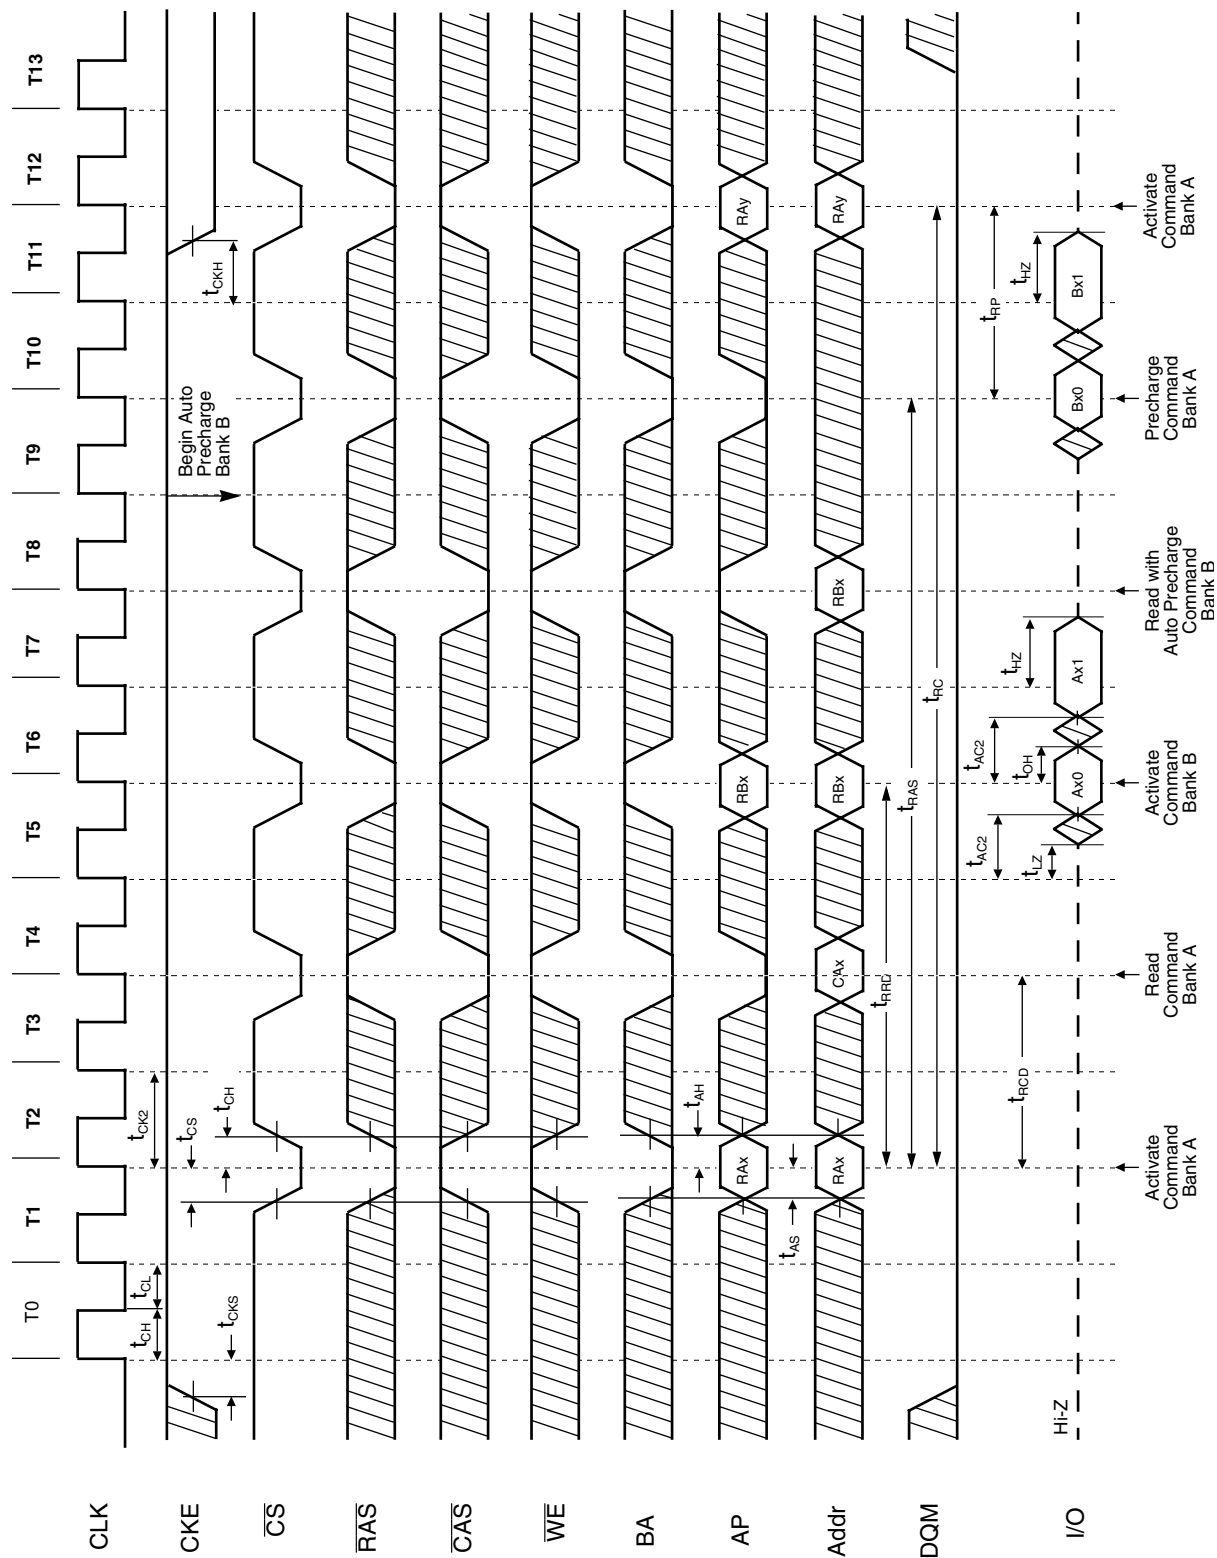 T0
T1
T2
T3
T4
T5
T6
T7
T8
T9
T10
T11
T12
T13
CLK
tCH
tCL
tCK2
CKE
tCKS
tCS
tCH
Begin Auto
Precharge
Bank B
tCKH
CS
RAS
CAS
WE
BA
tAH
AP
RAx
RBx
RAy
tAS
Addr
RAx
CAx
RBx
RBx
RAy
tRRD
tRAS
tRC
DQM
tRCD
tAC2
tAC2
tRP
tLZ
tOH
tHZ
tHZ
I/O
Hi-Z
Ax0
Ax1
Bx0
Bx1
Activate
Command
Bank A
Read
Command
Bank A
Activate
Command
Bank B
Read with
Auto Precharge
Command
Bank B
Precharge
Command
Bank A
Activate
Command
Bank A